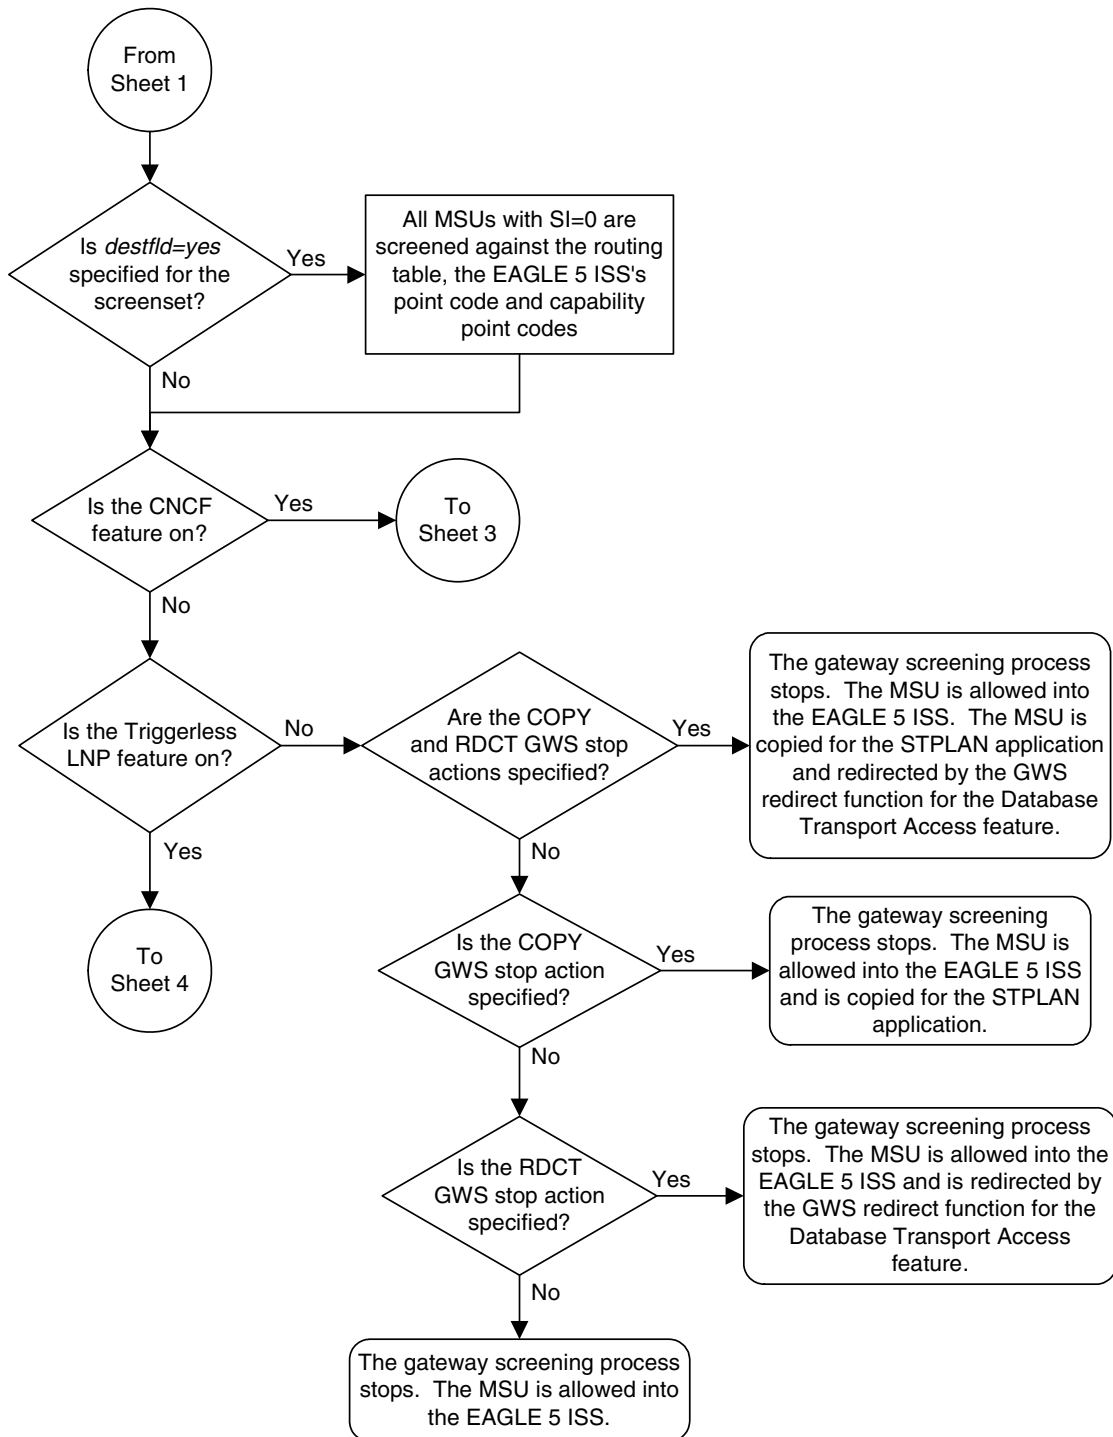 From
Sheet 1
Is destfld=yes
specified for the
screenset?
Yes
All MSUs with SI=0 are
screened against the routing
table, the EAGLE 5 ISS's
point code and capability
point codes
No
Is the CNCF
feature on?
Yes
To
Sheet 3
No
Is the Triggerless
LNP feature on?
No
Are the COPY
and RDCT GWS stop
actions specified?
Yes
The gateway screening process
stops. The MSU is allowed into
the EAGLE 5 ISS. The MSU is
copied for the STPLAN application
and redirected by the GWS
redirect function for the Database
Transport Access feature.
Yes
To
Sheet 4
No
Is the COPY
GWS stop action
specified?
Yes
The gateway screening
process stops. The MSU is
allowed into the EAGLE 5 ISS
and is copied for the STPLAN
application.
No
Is the RDCT
GWS stop action
specified?
Yes
The gateway screening process
stops. The MSU is allowed into the
EAGLE 5 ISS and is redirected by
the GWS redirect function for the
Database Transport Access
feature.
No
The gateway screening process
stops. The MSU is allowed into
the EAGLE 5 ISS.